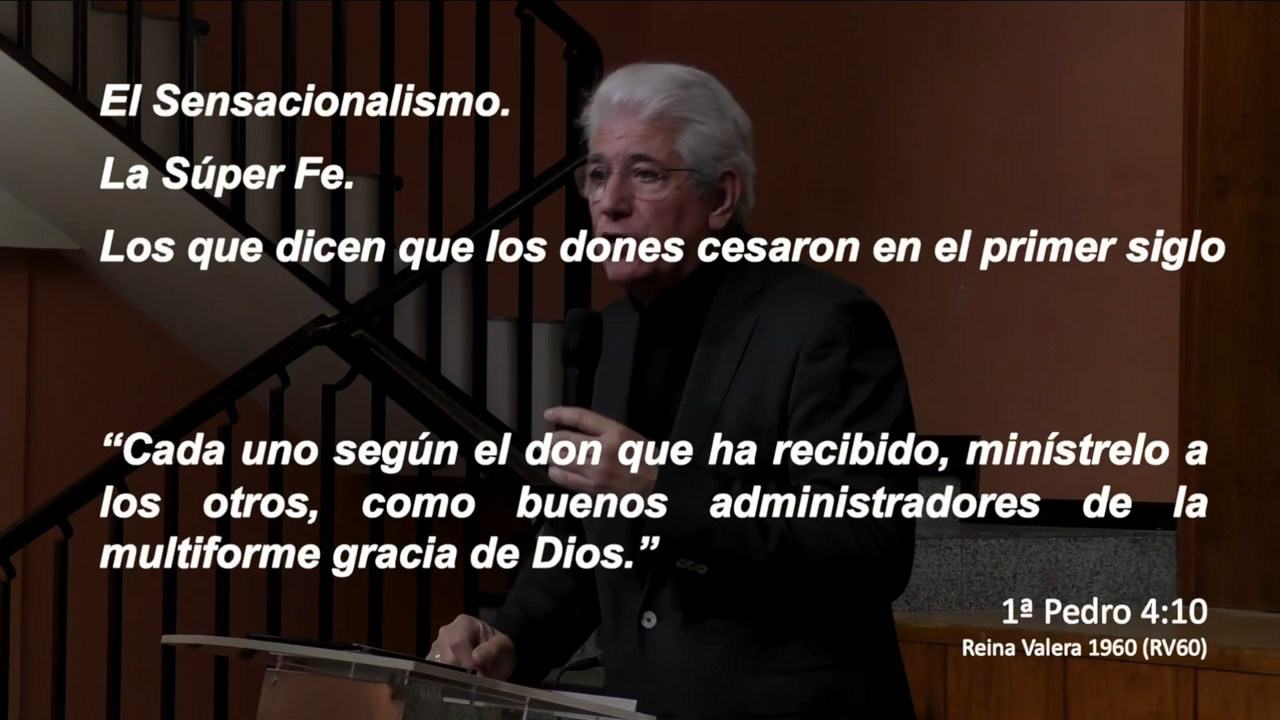 El Sensacionalismo.
La Súper Fe.
Los que dicen que los dones cesaron en el primer siglo
“Cada uno según el don que ha recibido, minístrelo a
los otros, como buenos administradores de la
multiforme gracia de Dios.”
1ª Pedro 4:10
Reina Valera 1960 (RV60)